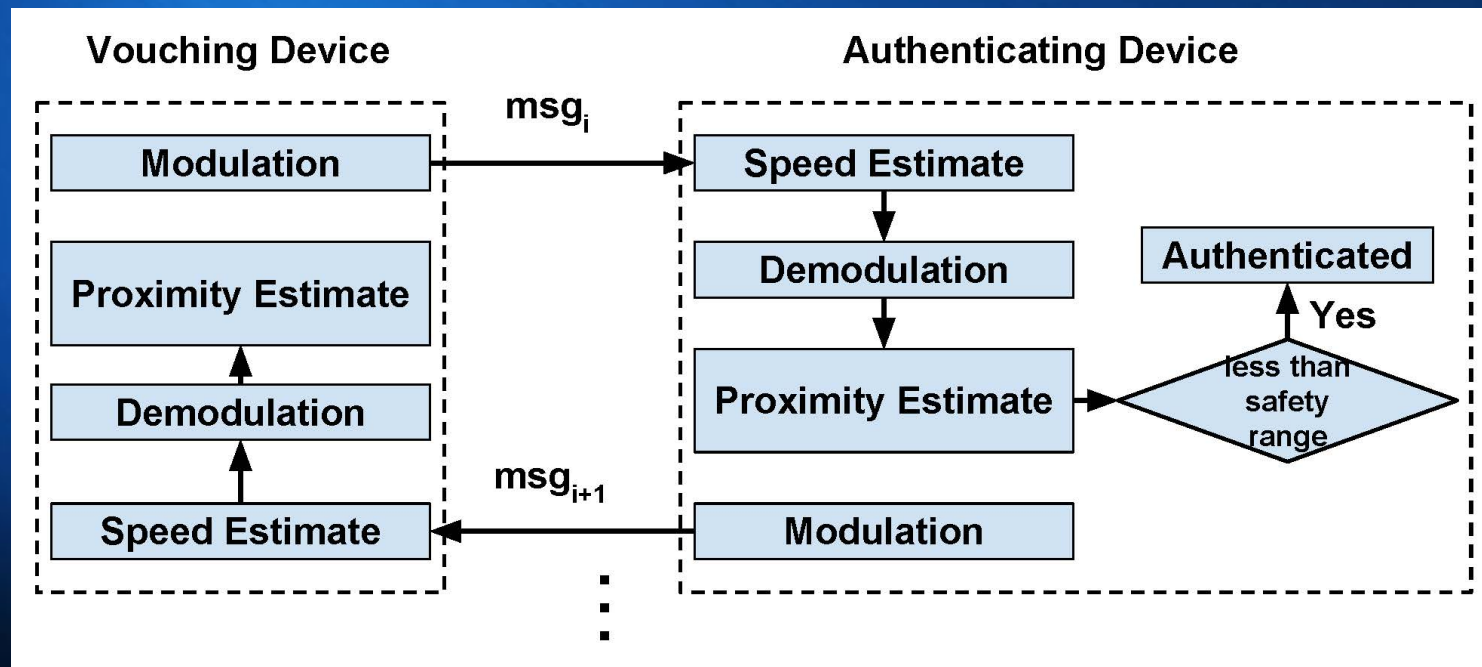 Vouching Device
Authenticating Device
msgᵢ
Modulation
Speed Estimate
Proximity Estimate
Demodulation
Authenticated
Yes
Demodulation
Proximity Estimate
less than
safety
range
msgᵢ₊₁
Speed Estimate
Modulation